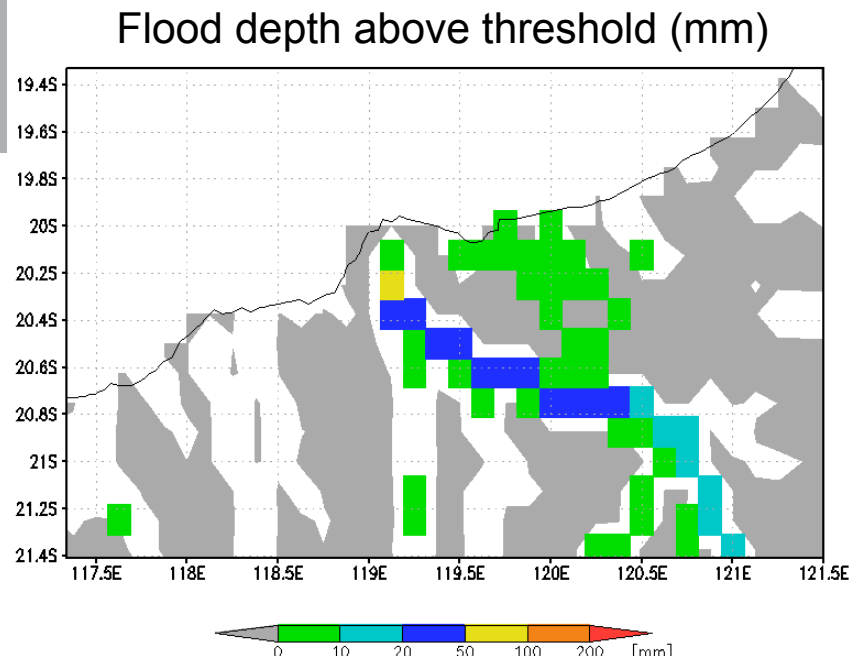 Flood depth above threshold (mm)
19.4S
19.6S
19.8S
20S
20.2S
20.4S
20.6S
20.8S
21S
21.2S
21.4S
117.5E 118E 118.5E 119E 119.5E 120E 120.5E 121E 121.5E
0 10 20 50 100 200 [mm]